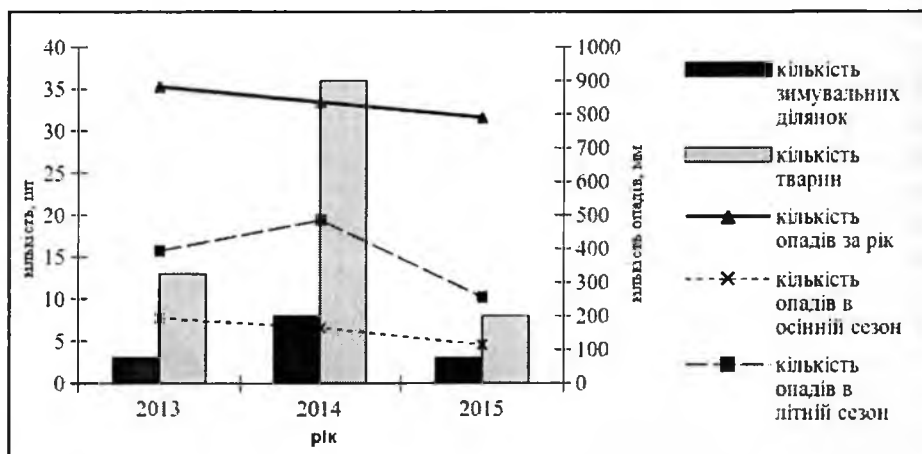 40
35
30
25
20
15
10
5
0
кількість, шт
1000
900
800
700
600
500
400
300
200
100
0
кількість опадів, мм
2013
2014
2015
рік
кількість
зимувальних
ділянок
кількість
тварин
кількість
опадів за рік
кількість
опадів в
осінній сезон
кількість
опадів в
літній сезон